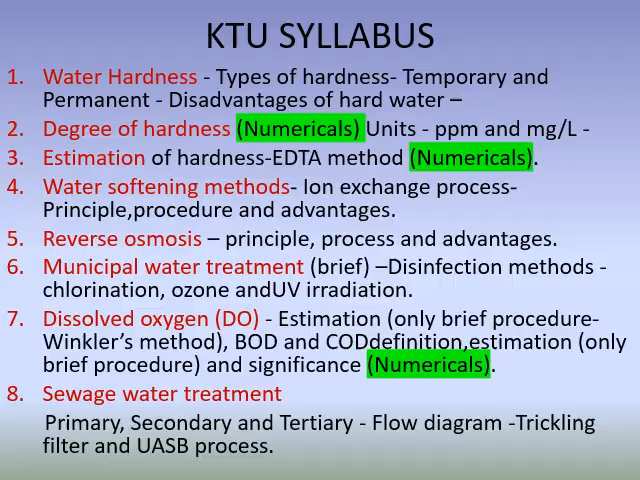 KTU SYLLABUS
1. Water Hardness - Types of hardness- Temporary and
Permanent - Disadvantages of hard water –
2. Degree of hardness (Numericals) Units - ppm and mg/L -
3. Estimation of hardness-EDTA method (Numericals).
4. Water softening methods- Ion exchange process-
Principle,procedure and advantages.
5. Reverse osmosis – principle, process and advantages.
6. Municipal water treatment (brief) –Disinfection methods -
chlorination, ozone andUV irradiation.
7. Dissolved oxygen (DO) - Estimation (only brief procedure-
Winkler’s method), BOD and CODdefinition,estimation (only
brief procedure) and significance (Numericals).
8. Sewage water treatment
Primary, Secondary and Tertiary - Flow diagram -Trickling
filter and UASB process.